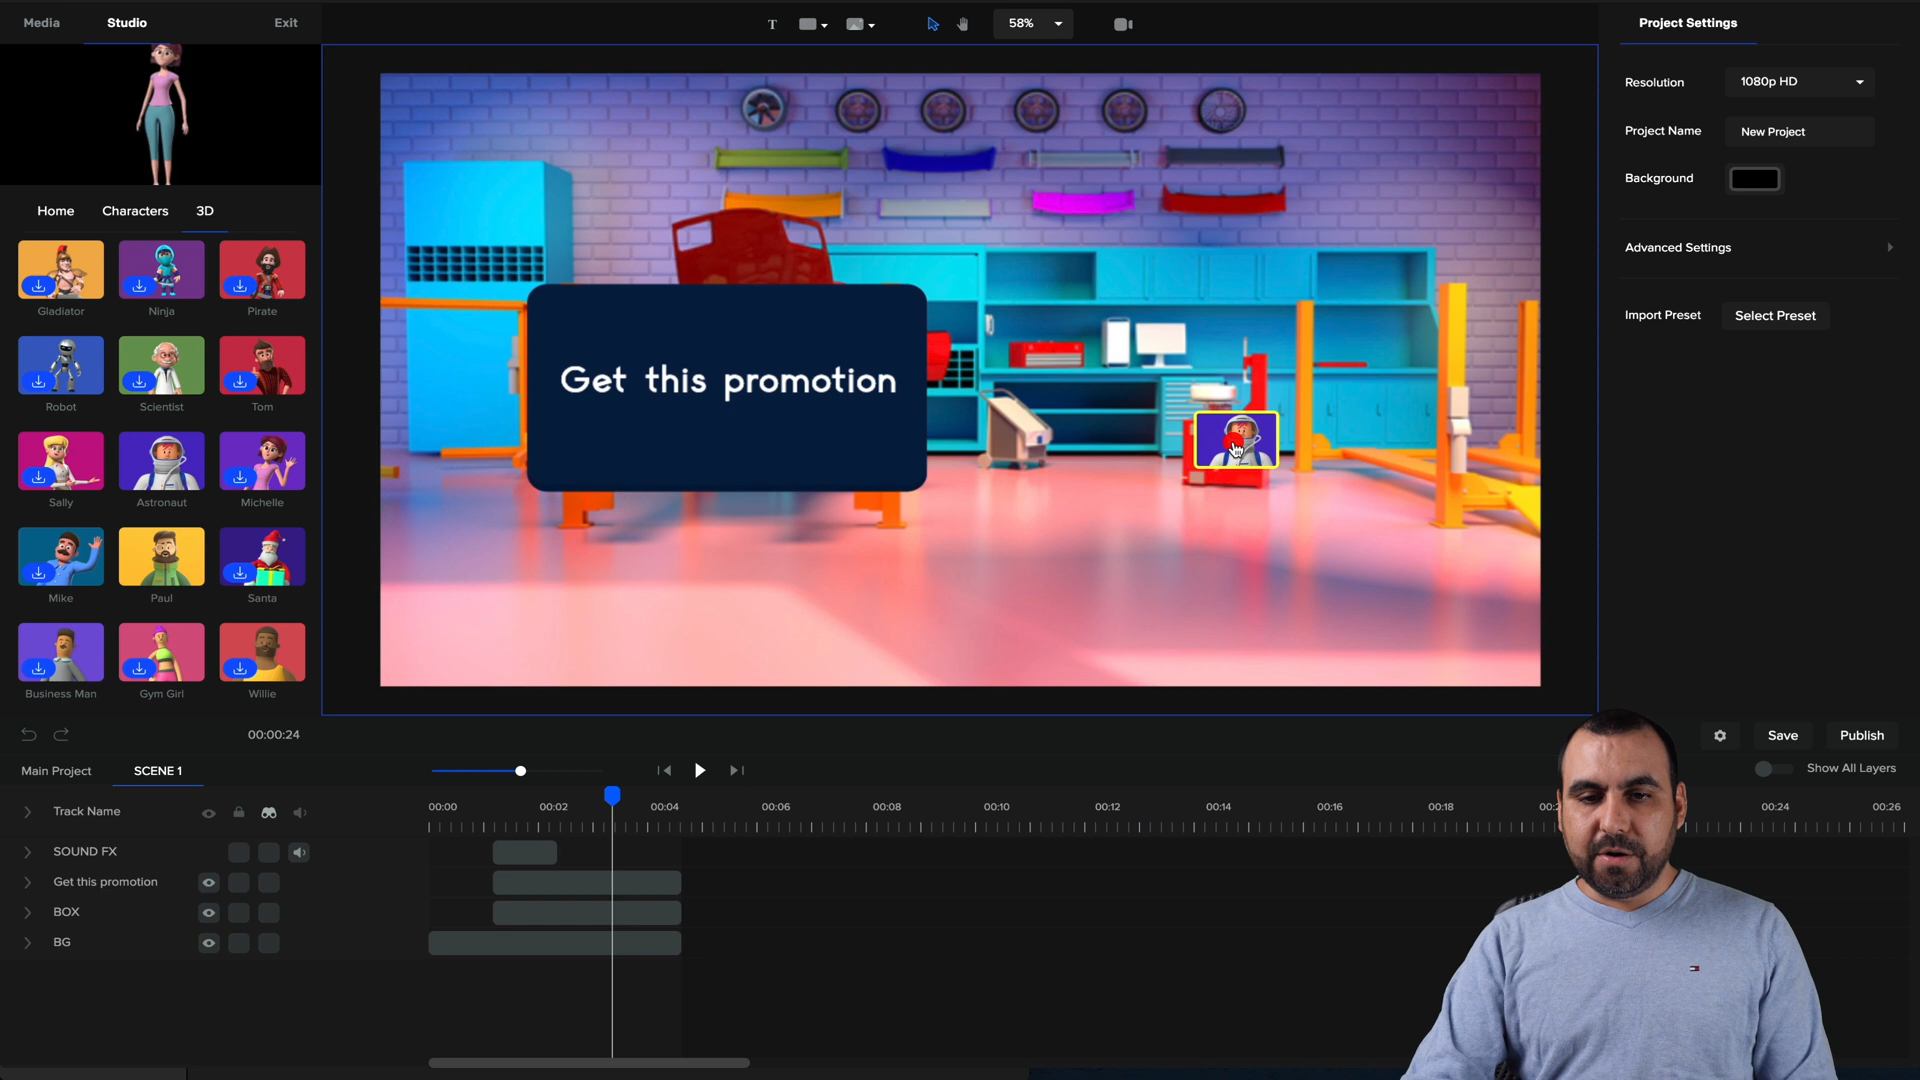 Media Studio Exit
T 58%
Project Settings
Resolution 1080p HD
Project Name New Project
Background
Advanced Settings
Import Preset Select Preset
Home Characters 3D
Gladiator Ninja Pirate
Robot Scientist Tom
Sally Astronaut Michelle
Mike Paul Santa
Business Man Gym Girl Willie
Get this promotion
00:00:24
Save Publish
Main Project SCENE 1
Show All Layers
Track Name
00:00 00:02 00:04 00:06 00:08 00:10 00:12 00:14 00:16 00:18 00:24 00:26
SOUND FX
Get this promotion
BOX
BG